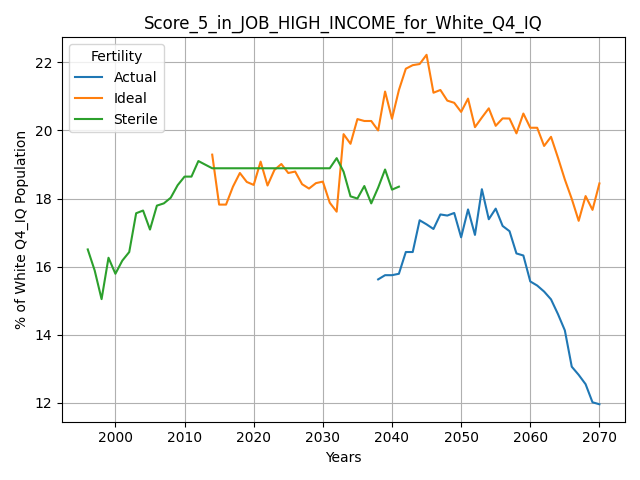 Score_5_in_JOB_HIGH_INCOME_for_White_Q4_IQ
% of White Q4_IQ Population
22
20
18
16
14
12
Fertility
Actual
Ideal
Sterile
2000 2010 2020 2030 2040 2050 2060 2070
Years